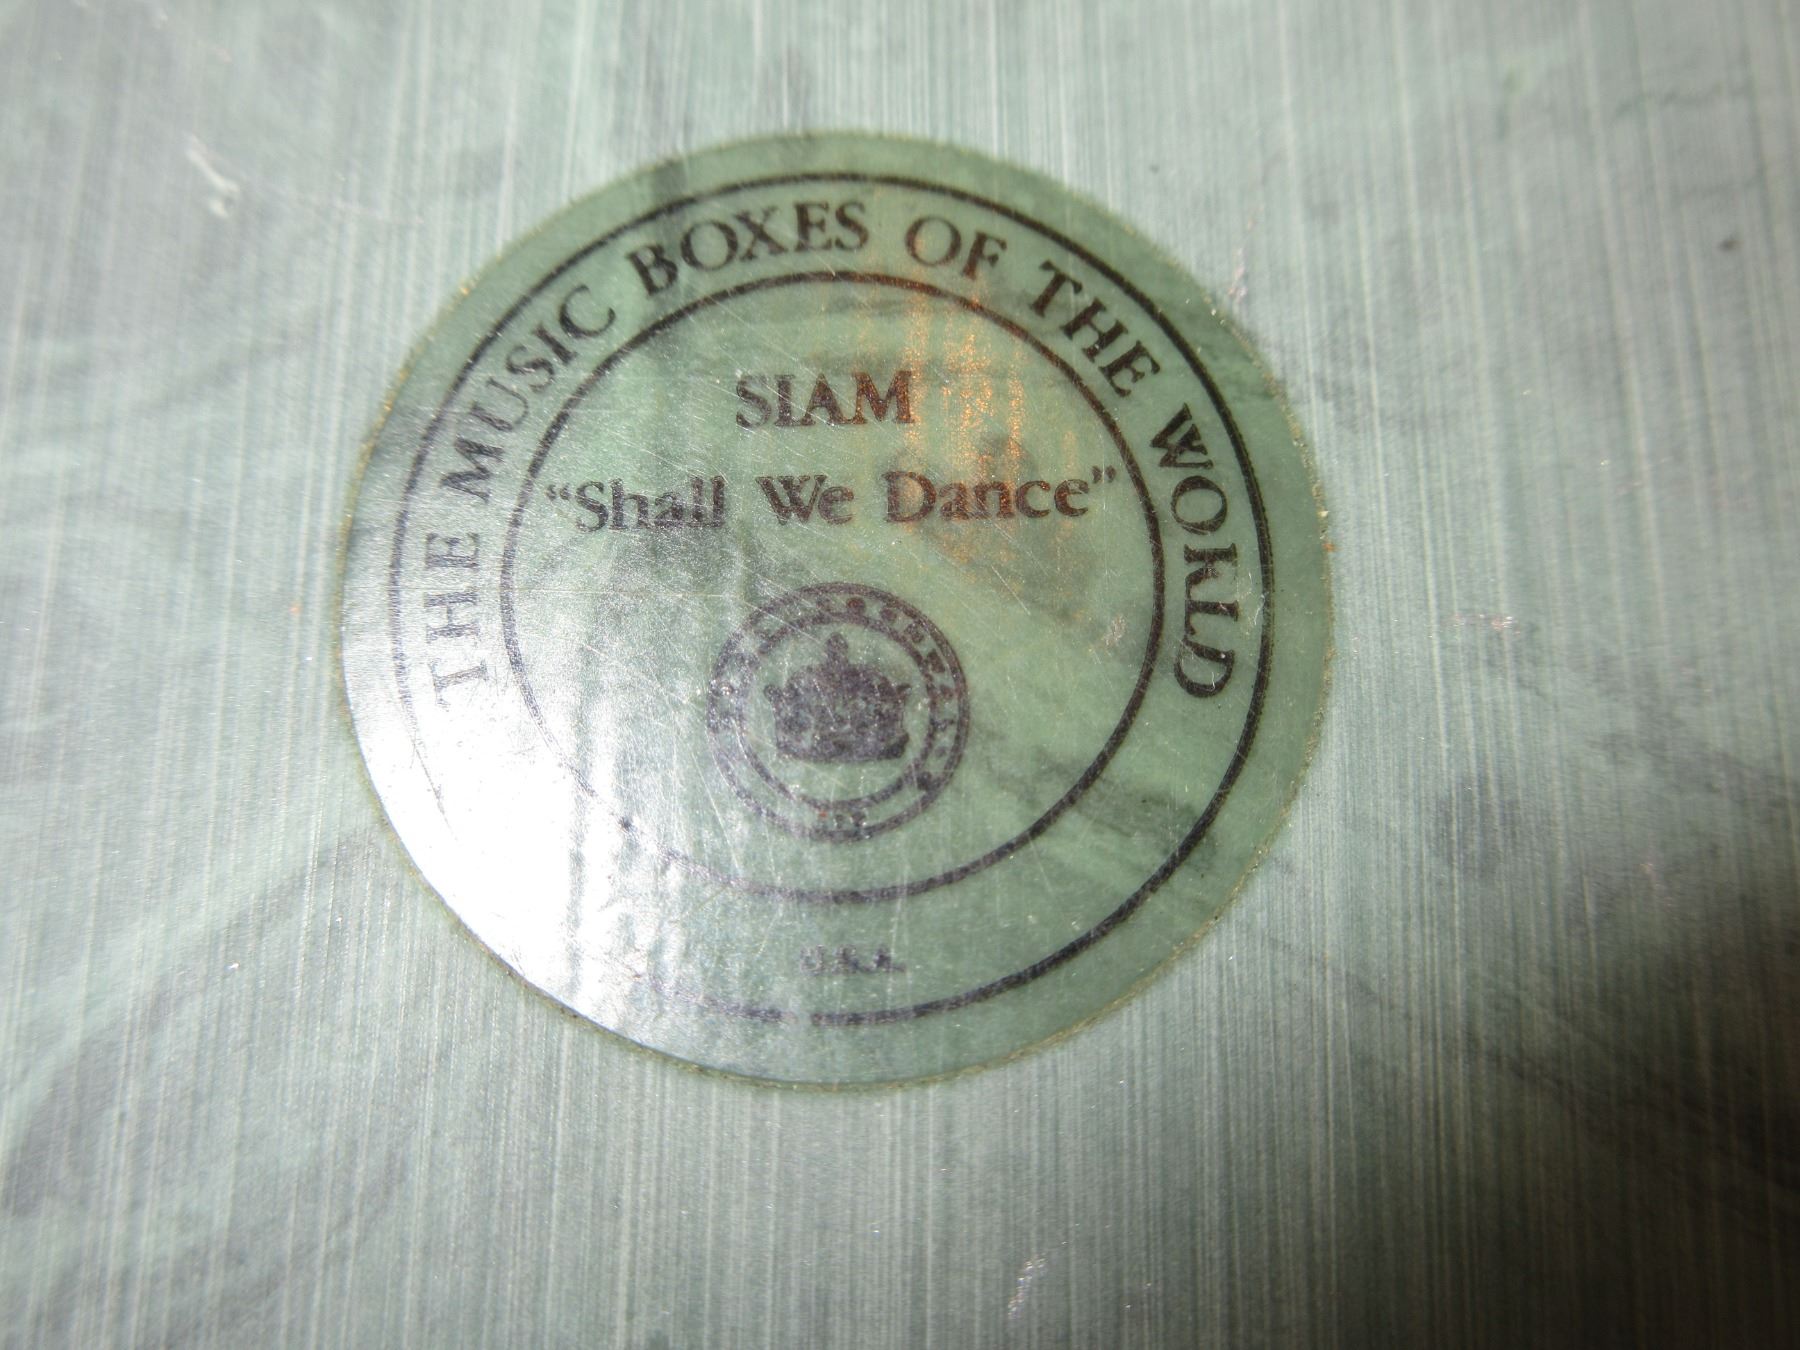 THE MUSIC BOXES OF THE WORLD
SIAM
“Shall We Dance”
U.S.A.